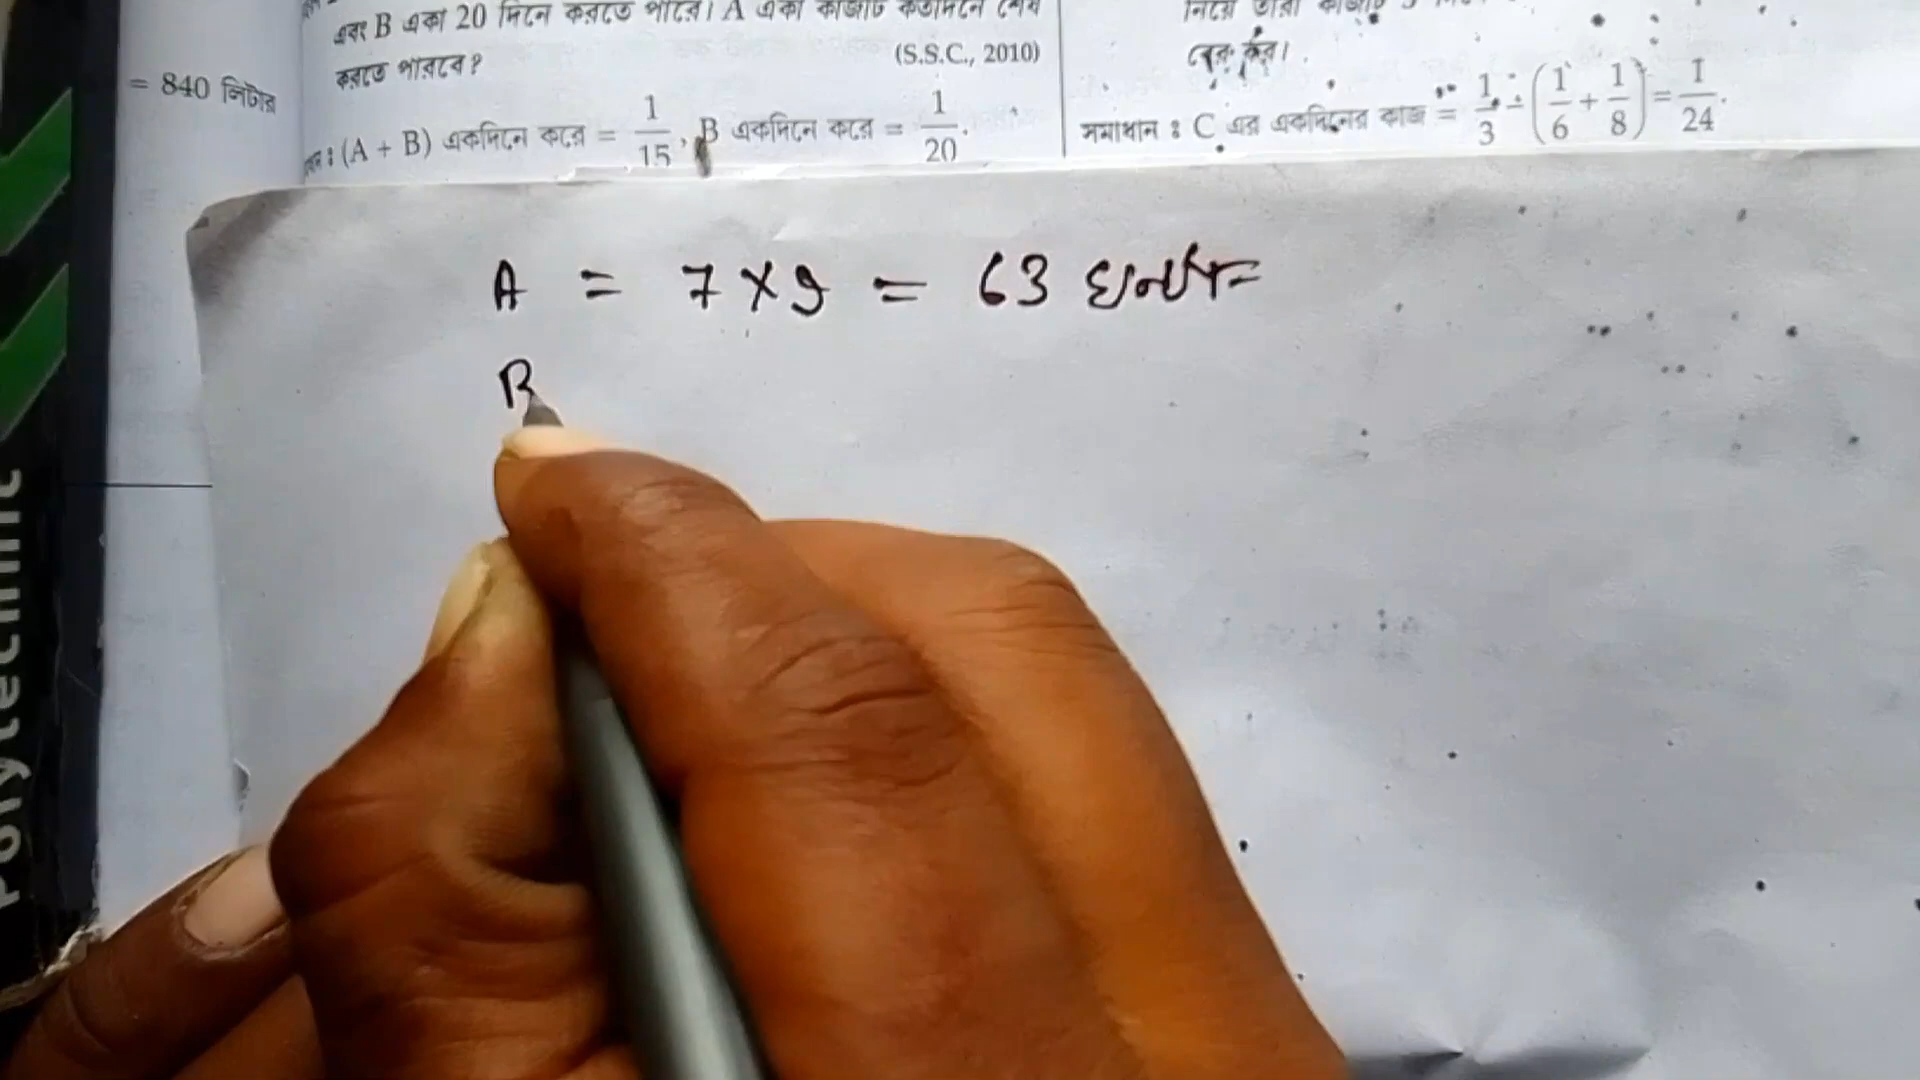 এবং B একা 20 দিনে করতে পারে। A একা কাজটি কতদিনে শেষ
করতে পারবে? (S.S.C., 2010)
= 840 লিটার
: (A + B) একদিনে করে = 1/15, B একদিনে করে = 1/20.
বের কর।
সমাধান : C এর একদিনের কাজ = 1/3 - (1/6 + 1/8) = 1/24.
A = 7 × 9 = 63
B
Polytechnic